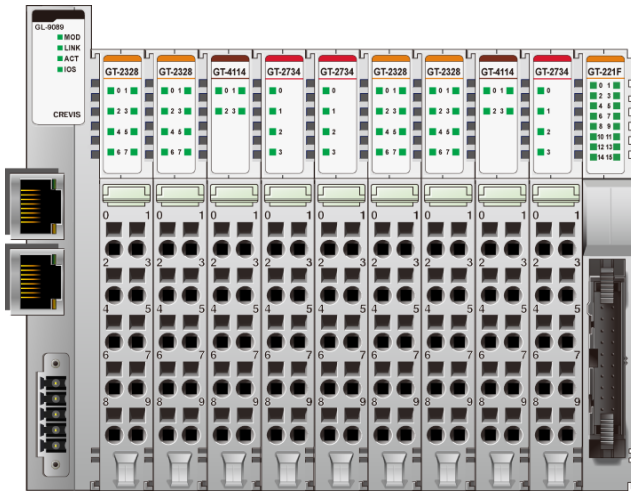 GL-9089
MOD
LINK
ACT
IOS
CREVIS
GT-2328 GT-2328 GT-4114 GT-2734 GT-2734 GT-2328 GT-2328 GT-4114 GT-2734 GT-221F
0 1 0 1 0 1 0 0 0 1 0 1 0 1 0 0 1
2 3 2 3 2 3 1 1 2 3 2 3 2 3 1 2 3
4 5 4 5 2 2 4 5 4 5 2 4 5
6 7 6 7 3 3 6 7 6 7 3 6 7
8 9
10 11
12 13
14 15
0 1 0 1 0 1 0 1 0 1 0 1 0 1 0 1 0 1
2 3 2 3 2 3 2 3 2 3 2 3 2 3 2 3 2 3
4 5 4 5 4 5 4 5 4 5 4 5 4 5 4 5 4 5
6 7 6 7 6 7 6 7 6 7 6 7 6 7 6 7 6 7
8 9 8 9 8 9 8 9 8 9 8 9 8 9 8 9 8 9